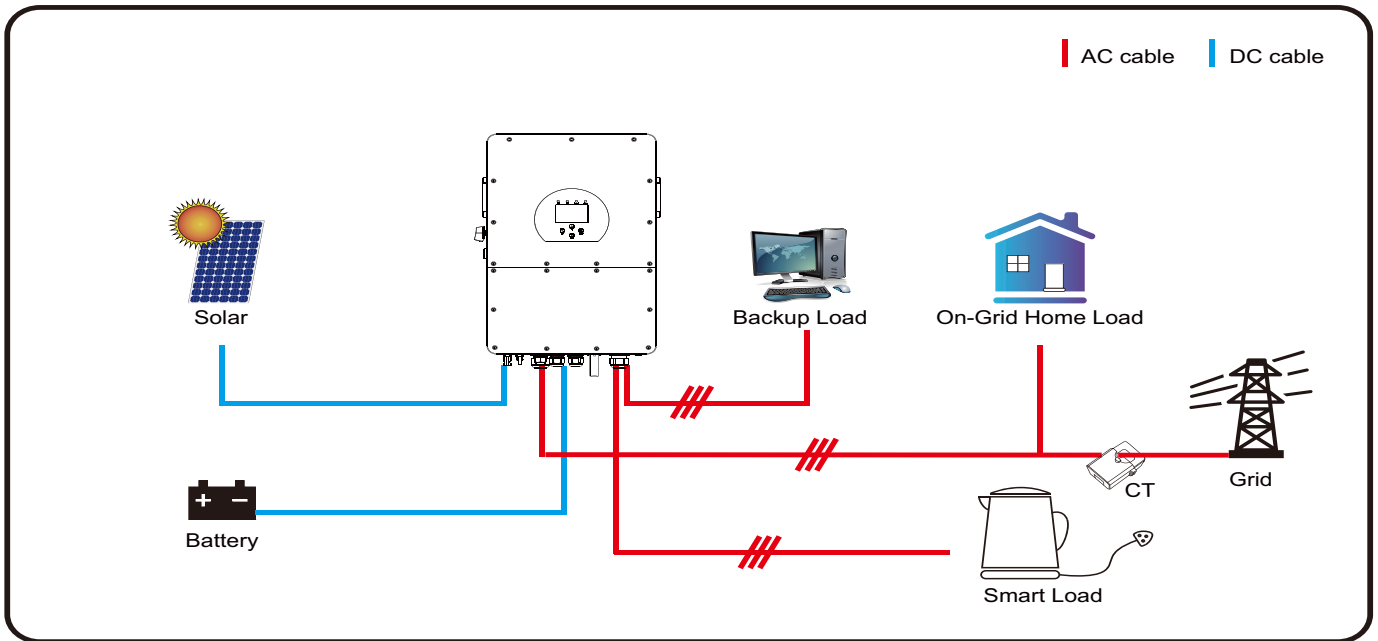 AC cable
DC cable
Solar
Backup Load
On-Grid Home Load
CT
Grid
Battery
+ −
Smart Load